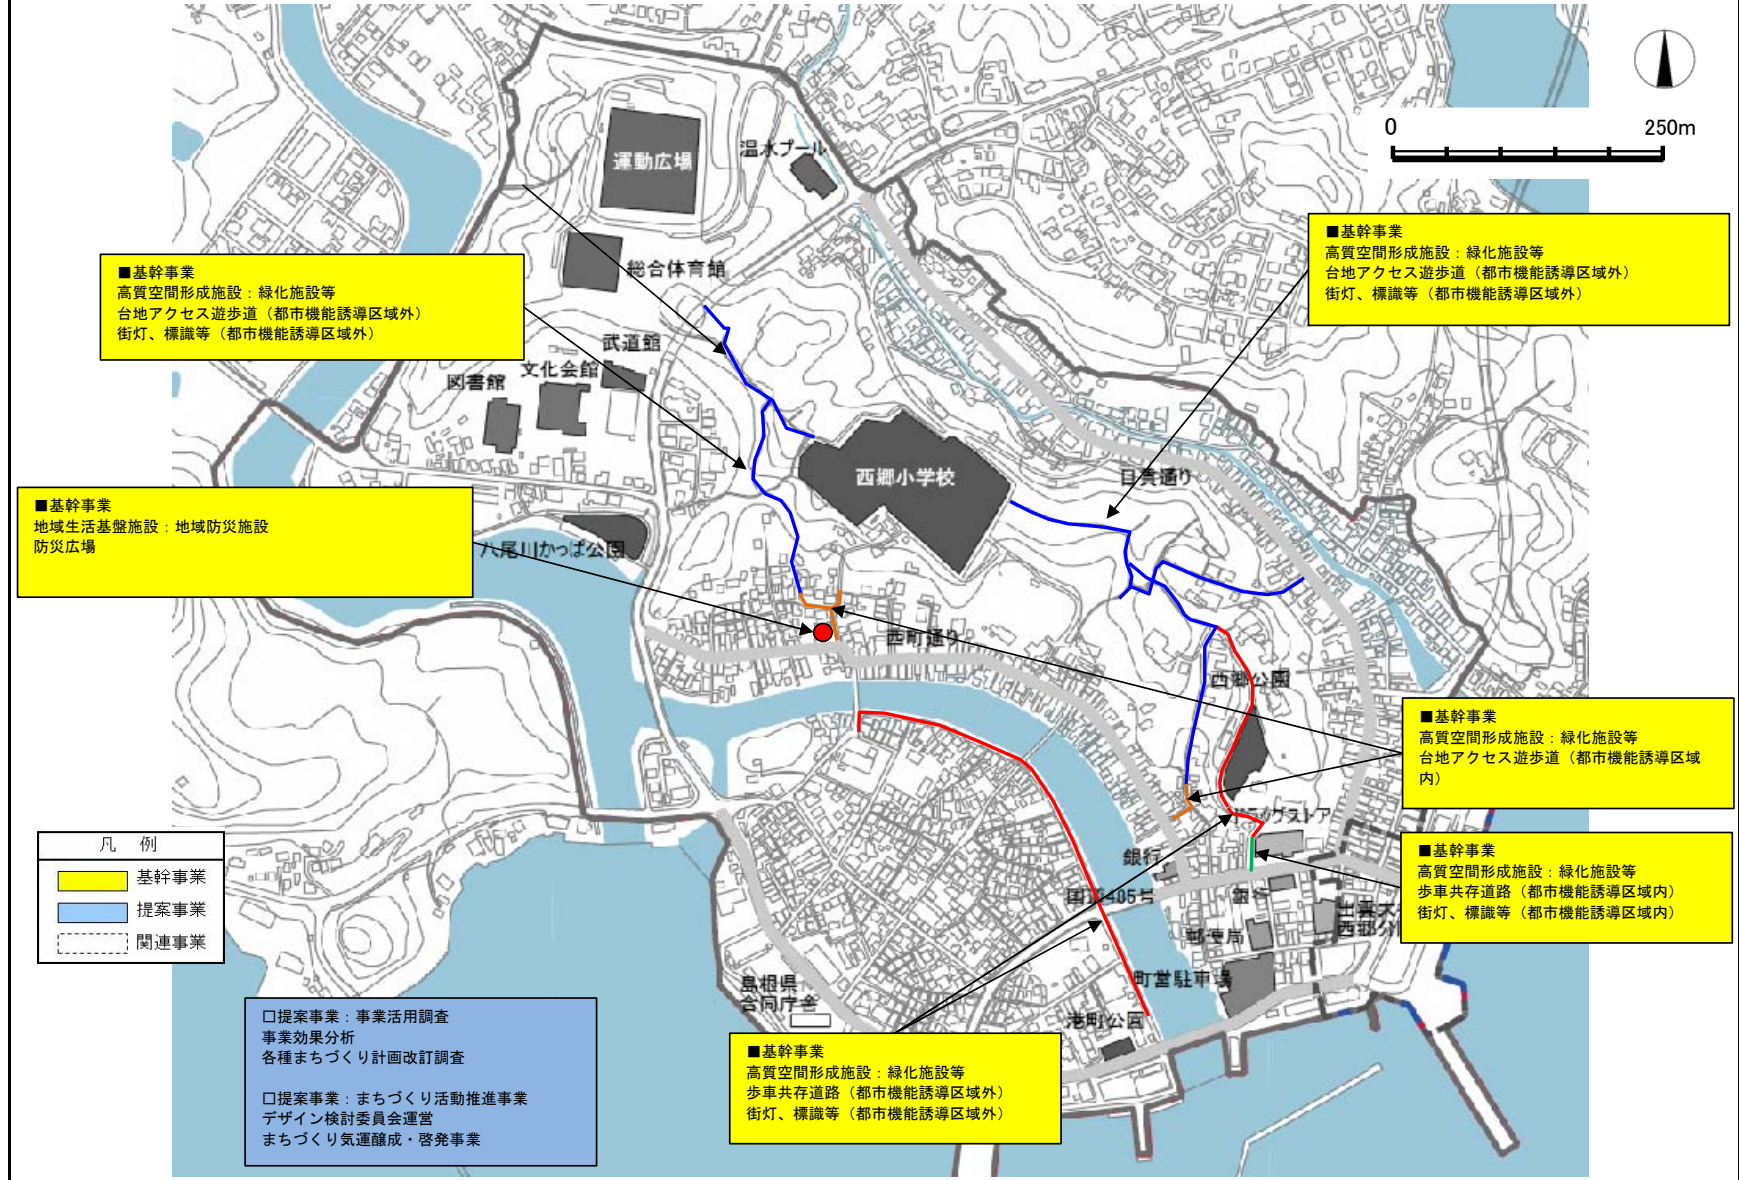 0 250m
運動広場
温水プール
■基幹事業
高質空間形成施設：緑化施設等
台地アクセス遊歩道（都市機能誘導区域外）
街灯、標識等（都市機能誘導区域外）
■基幹事業
高質空間形成施設：緑化施設等
台地アクセス遊歩道（都市機能誘導区域外）
街灯、標識等（都市機能誘導区域外）
総合体育館
武道館
文化会館
図書館
西郷小学校
目貫通り
■基幹事業
地域生活基盤施設：地域防災施設
防災広場
八尾川かっぱ公園
西町通り
西郷公園
■基幹事業
高質空間形成施設：緑化施設等
台地アクセス遊歩道（都市機能誘導区域
内）
ドラッグストア
銀行
国道485号
銀行
■基幹事業
高質空間形成施設：緑化施設等
歩車共存道路（都市機能誘導区域内）
街灯、標識等（都市機能誘導区域内）
郵便局
町営駐車場
島根県
合同庁舎
港町公園
凡　例
基幹事業
提案事業
関連事業
□提案事業：事業活用調査
事業効果分析
各種まちづくり計画改訂調査
□提案事業：まちづくり活動推進事業
デザイン検討委員会運営
まちづくり気運醸成・啓発事業
■基幹事業
高質空間形成施設：緑化施設等
歩車共存道路（都市機能誘導区域外）
街灯、標識等（都市機能誘導区域外）